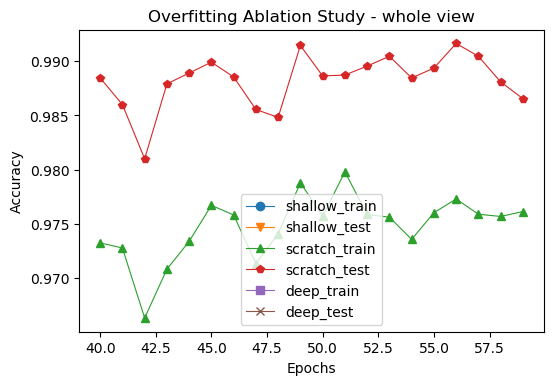 Overfitting Ablation Study - whole view
0.990
0.985
0.980
0.975
0.970
Accuracy
shallow_train
shallow_test
scratch_train
scratch_test
deep_train
deep_test
40.0 42.5 45.0 47.5 50.0 52.5 55.0 57.5
Epochs